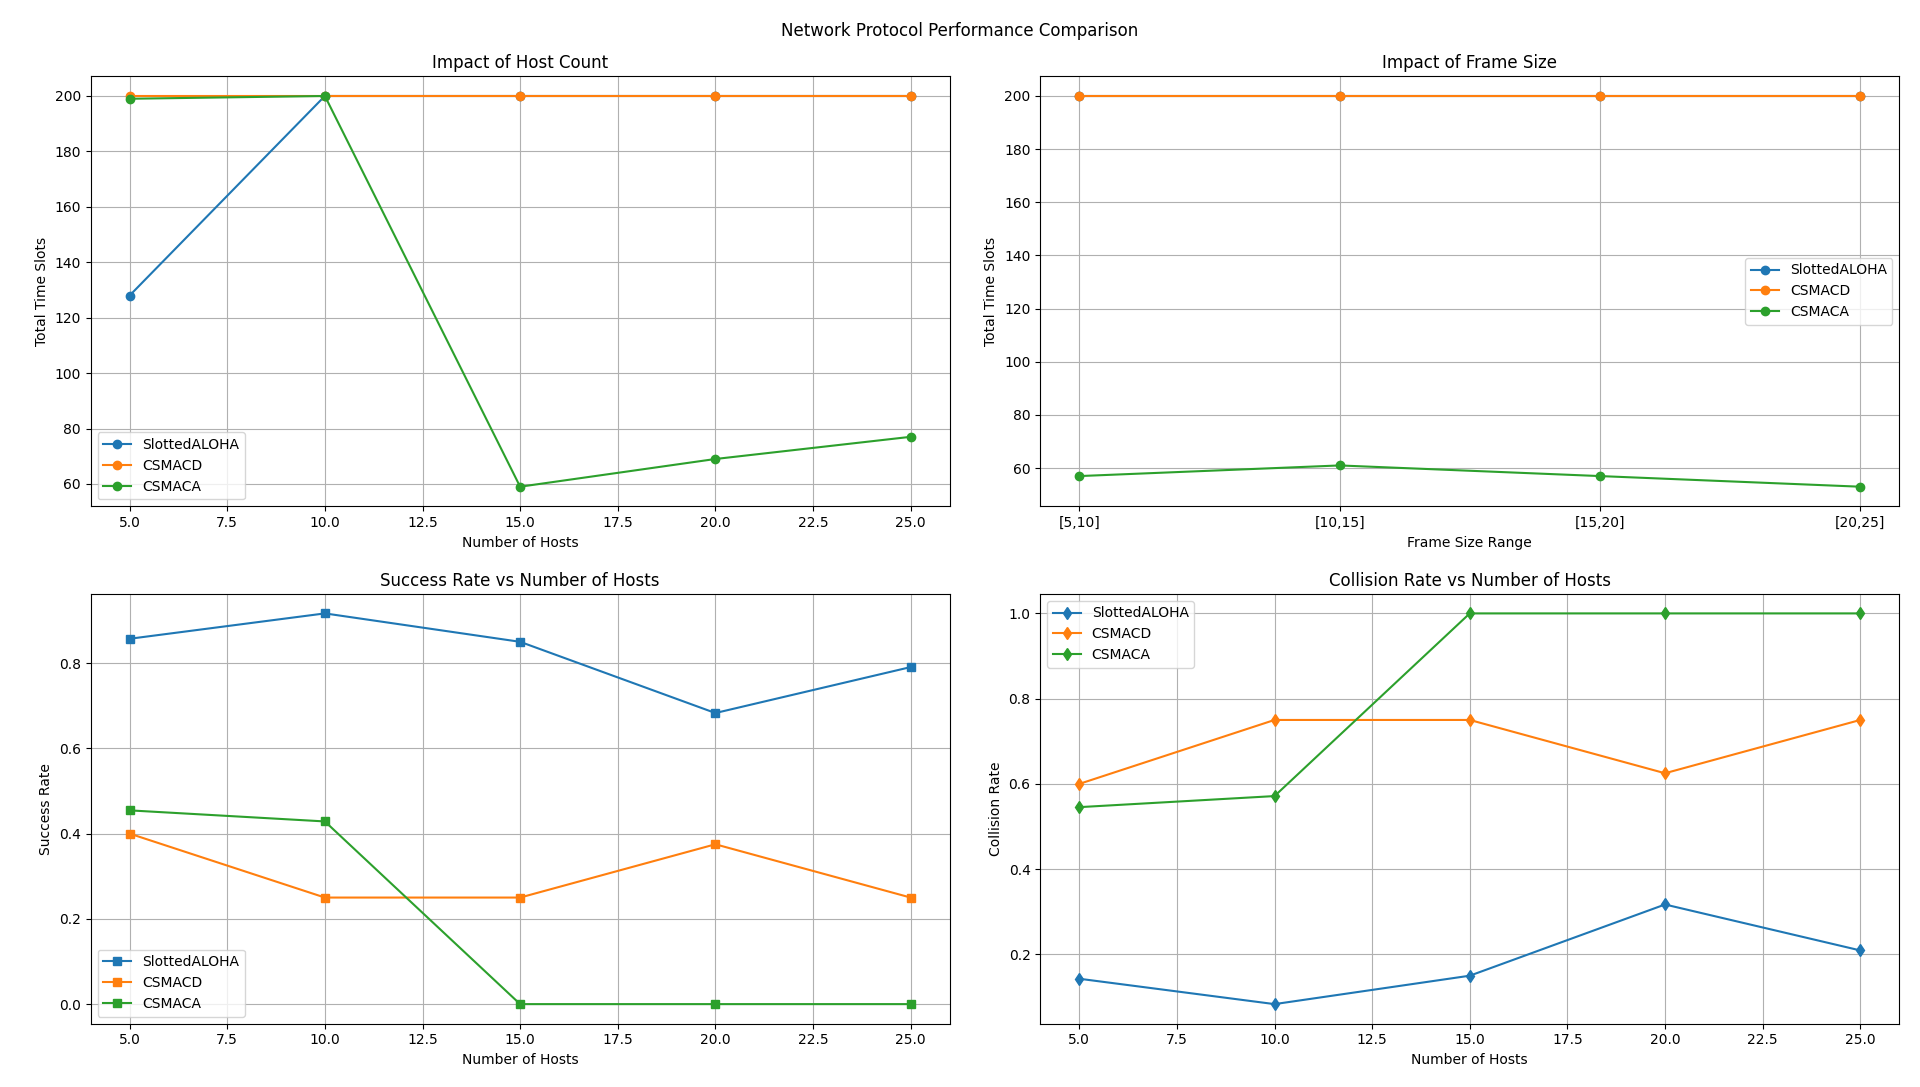 Network Protocol Performance Comparison
Impact of Host Count
Total Time Slots
200
180
160
140
120
100
80
60
SlottedALOHA
CSMACD
CSMACA
5.0 7.5 10.0 12.5 15.0 17.5 20.0 22.5 25.0
Number of Hosts
Impact of Frame Size
Total Time Slots
200
180
160
140
120
100
80
60
SlottedALOHA
CSMACD
CSMACA
[5,10] [10,15] [15,20] [20,25]
Frame Size Range
Success Rate vs Number of Hosts
Success Rate
0.8
0.6
0.4
0.2
0.0
SlottedALOHA
CSMACD
CSMACA
5.0 7.5 10.0 12.5 15.0 17.5 20.0 22.5 25.0
Number of Hosts
Collision Rate vs Number of Hosts
Collision Rate
1.0
0.8
0.6
0.4
0.2
SlottedALOHA
CSMACD
CSMACA
5.0 7.5 10.0 12.5 15.0 17.5 20.0 22.5 25.0
Number of Hosts